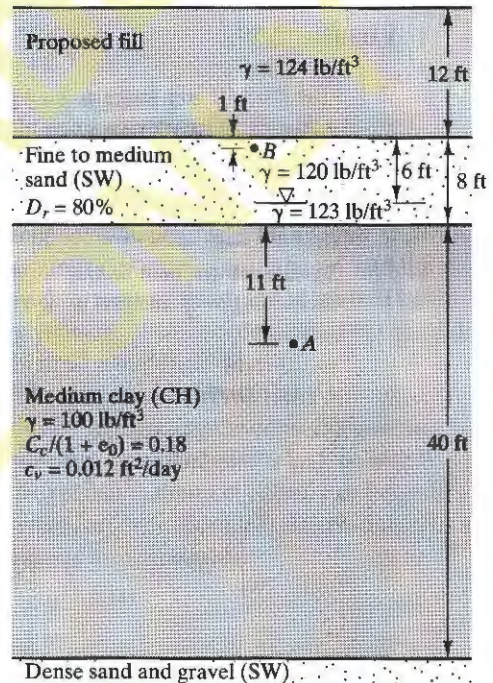 Proposed fill
γ = 124 lb/ft³
12 ft
1 ft
•B
Fine to medium
sand (SW)
D_r = 80%
γ = 120 lb/ft³
6 ft
8 ft
γ = 123 lb/ft³
11 ft
•A
Medium clay (CH)
γ = 100 lb/ft³
C_c/(1 + e₀) = 0.18
c_v = 0.012 ft²/day
40 ft
Dense sand and gravel (SW)